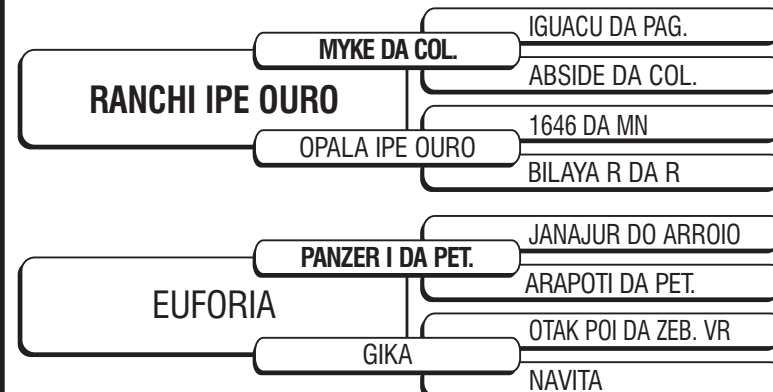 IGUACU DA PAG.
MYKE DA COL.
ABSIDE DA COL.
RANCHI IPE OURO
1646 DA MN
OPALA IPE OURO
BILAYA R DA R
JANAJUR DO ARROIO
PANZER I DA PET.
ARAPOTI DA PET.
EUFORIA
OTAK POI DA ZEB. VR
GIKA
NAVITA